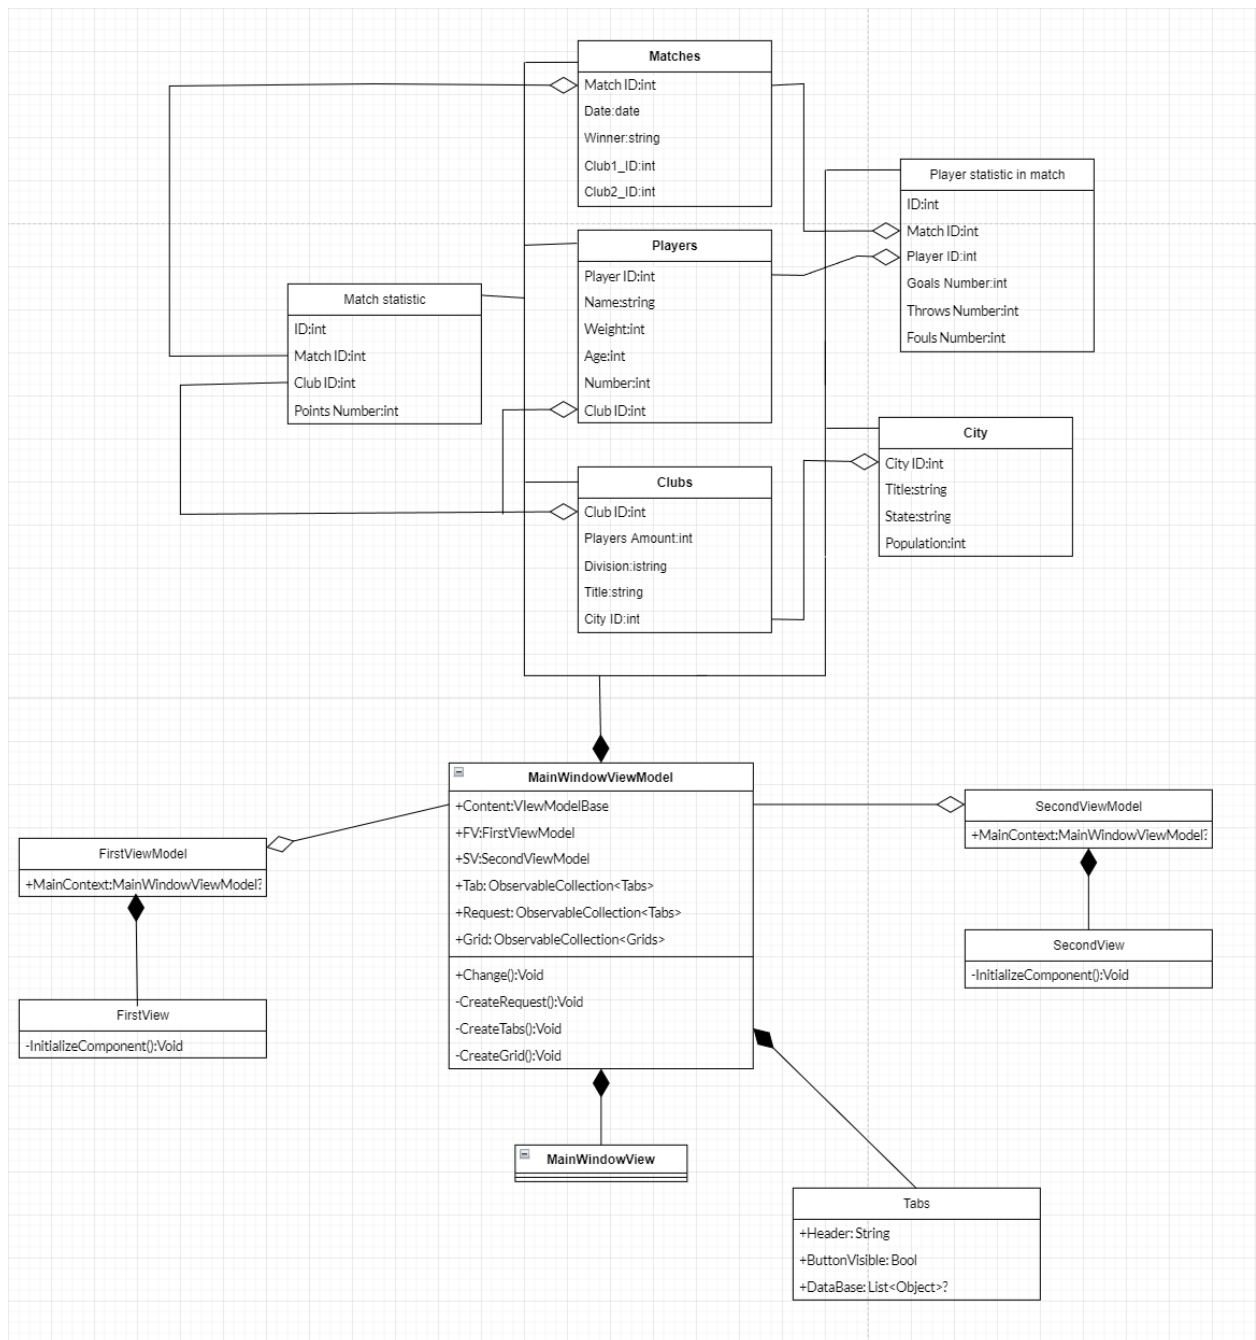 Matches
Match ID:int
Date:date
Winner:string
Club1_ID:int
Club2_ID:int
Player statistic in match
ID:int
Match ID:int
Player ID:int
Goals Number:int
Throws Number:int
Fouls Number:int
Players
Player ID:int
Name:string
Weight:int
Age:int
Number:int
Club ID:int
Match statistic
ID:int
Match ID:int
Club ID:int
Points Number:int
City
City ID:int
Title:string
State:string
Population:int
Clubs
Club ID:int
Players Amount:int
Division:istring
Title:string
City ID:int
MainWindowViewModel
+Content:VIewModelBase
+FV:FirstViewModel
+SV:SecondViewModel
+Tab: ObservableCollection<Tabs>
+Request: ObservableCollection<Tabs>
+Grid: ObservableCollection<Grids>
+Change():Void
-CreateRequest():Void
-CreateTabs():Void
-CreateGrid():Void
SecondViewModel
+MainContext:MainWindowViewModel?
FirstViewModel
+MainContext:MainWindowViewModel?
SecondView
-InitializeComponent():Void
FirstView
-InitializeComponent():Void
MainWindowView
Tabs
+Header: String
+ButtonVisible: Bool
+DataBase: List<Object>?